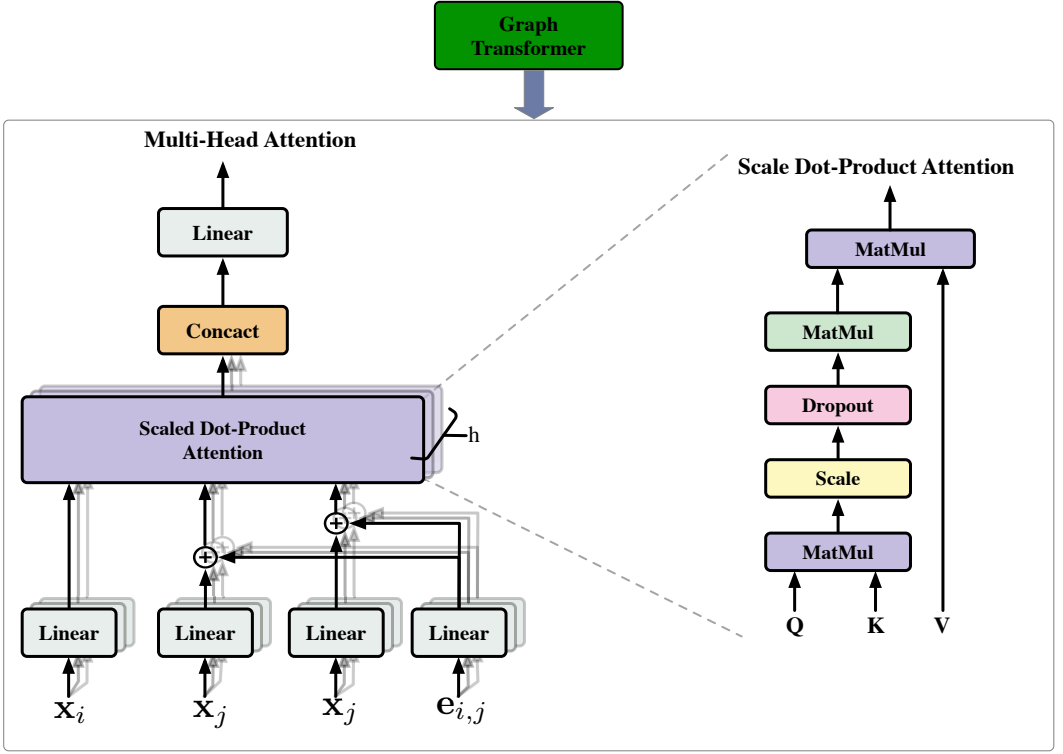 Graph
Transformer
Multi-Head Attention
Linear
Concact
Scaled Dot-Product
Attention
h
+
+
Linear
Linear
Linear
Linear
x_i
x_j
x_j
e_{i,j}
Scale Dot-Product Attention
MatMul
MatMul
Dropout
Scale
MatMul
Q
K
V